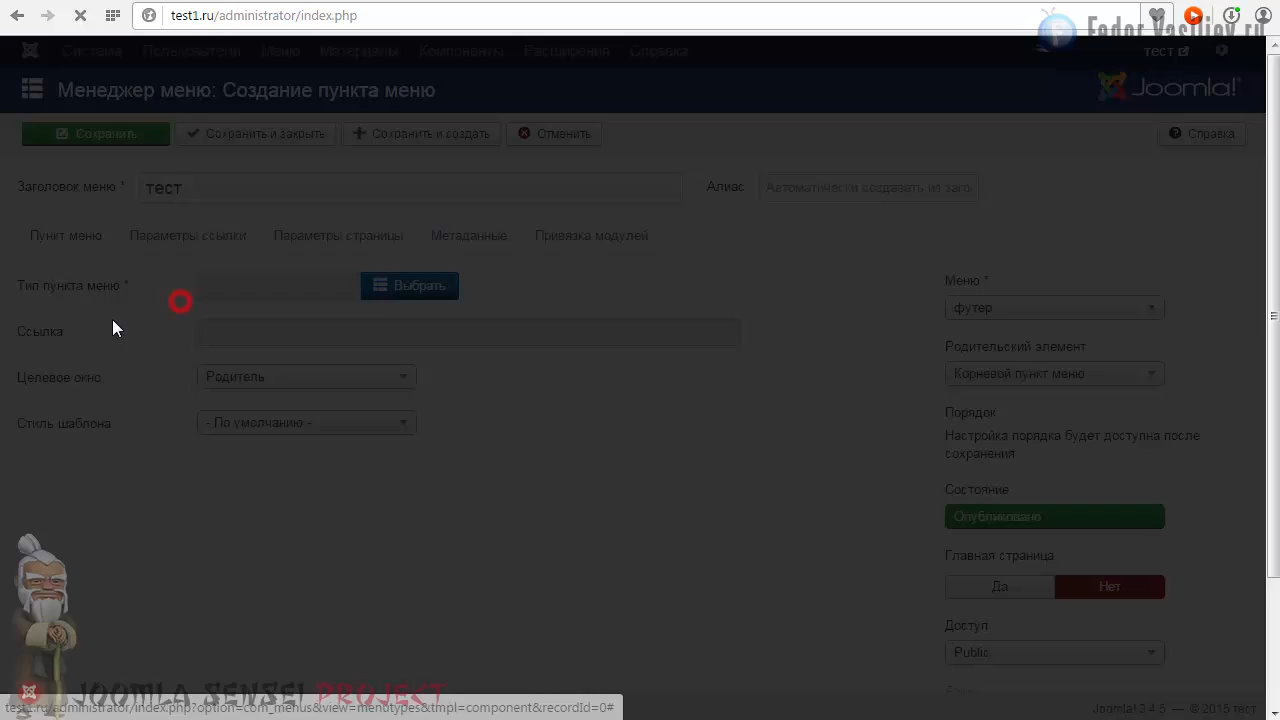 test1.ru/administrator/index.php
Fedor Vasiliev.ru
Система Пользователи Меню Материалы Компоненты Расширения Справка тест
Менеджер меню: Создание пункта меню
Joomla!
Сохранить Сохранить и закрыть Сохранить и создать Отменить Справка
Заголовок меню * тест Алиас Автоматически создавать из заго
Пункт меню Параметры ссылки Параметры страницы Метаданные Привязка модулей
Тип пункта меню * Выбрать
Ссылка
Целевое окно Родитель
Стиль шаблона - По умолчанию -
Меню *
футер
Родительский элемент
Корневой пункт меню
Порядок
Настройка порядка будет доступна после
сохранения
Состояние
Опубликовано
Главная страница
Да Нет
Доступ
Public
JOOMLA SENSEI PROJECT
test1.ru/administrator/index.php?option=com_menus&view=menutypes&tmpl=component&recordId=0#
Joomla! 3.4.5 — © 2015 тест